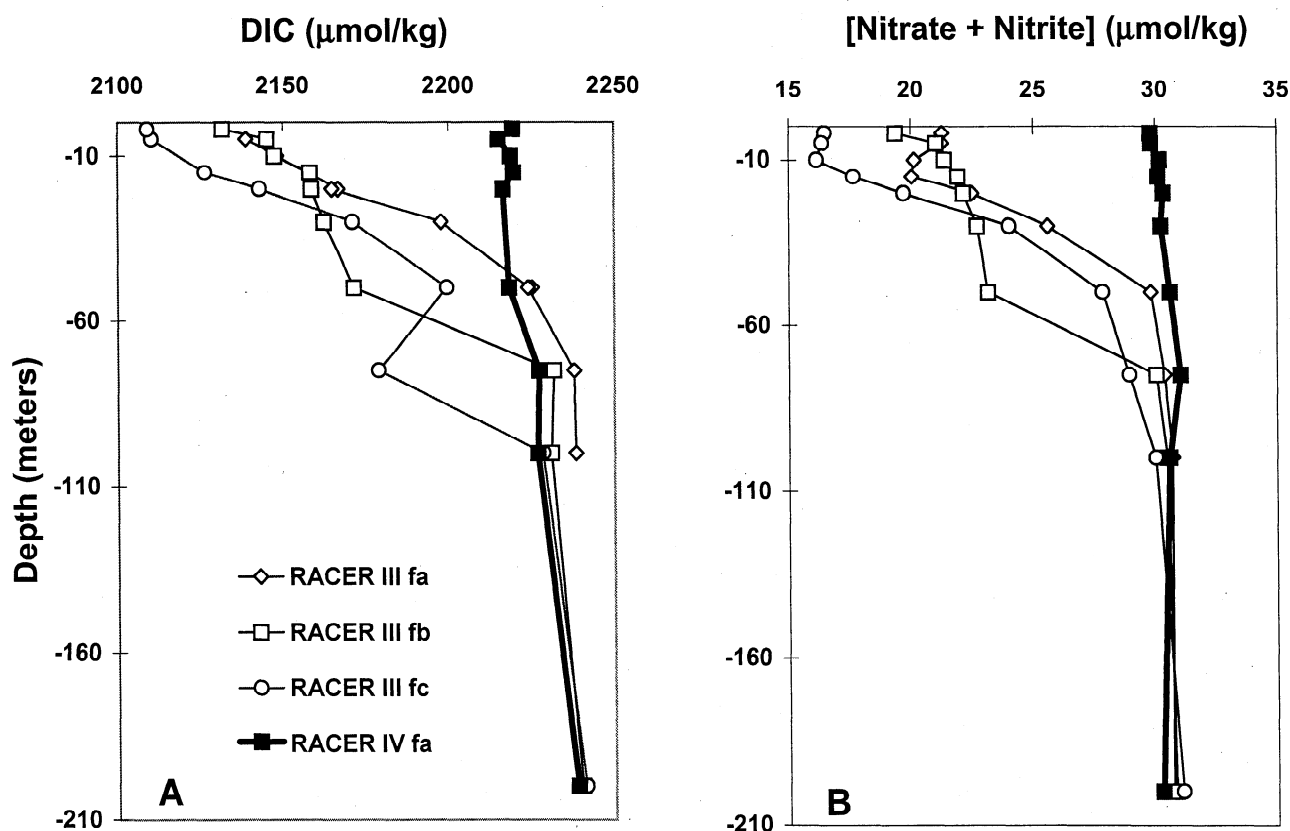 DIC (μmol/kg)
2100 2150 2200 2250
-10
-60
-110
-160
-210
Depth (meters)
RACER III fa
RACER III fb
RACER III fc
RACER IV fa
A
[Nitrate + Nitrite] (μmol/kg)
15 20 25 30 35
-10
-60
-110
-160
-210
B